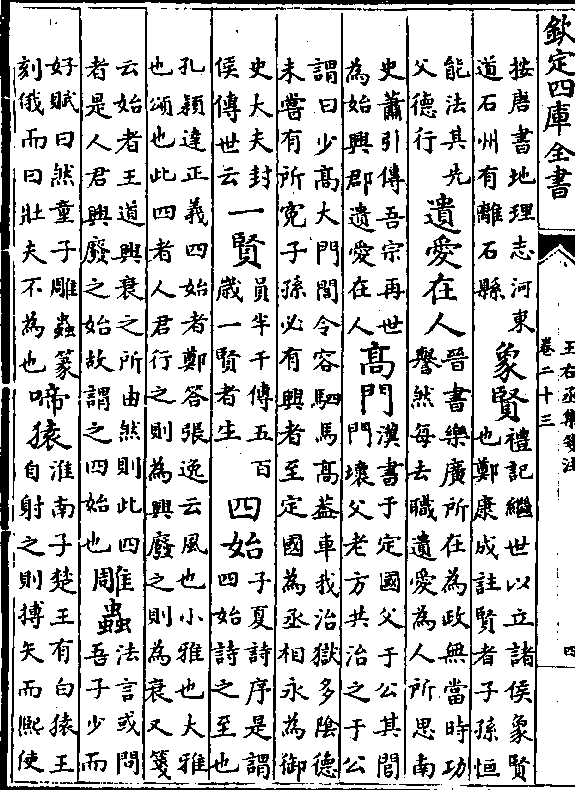 欽定四庫全書
王右丞集箋注
卷二十三
四
按唐書地理志河東
道石州有離石縣
象賢
禮記繼世以立諸侯象賢
也鄭康成註賢者子孫恒
能法其先
父德行
遺愛在人
晉書樂廣所在為政無當時功
譽然每去職遺愛為人所思南
史蕭引傳吾宗再世
為始興郡遺愛在人
高門
漢書于定國父于公其閭
門壞父老方共治之于公
謂曰少高大門閭令容駟馬高葢車我治獄多陰德
未嘗有所寃子孫必有興者至定國為丞相永為御
史大夫封
侯傳世云
一賢
員半千傳五百
歲一賢者生
四始
子夏詩序是謂
四始詩之至也
孔穎達正義四始者鄭答張逸云風也小雅也大雅
也頌也此四者人君行之則為興廢之則為衰又箋
云始者王道興衰之所由然則此四
者是人君興廢之始故謂之四始也
雕蟲
法言或問
吾子少而
好賦曰然童子雕蟲篆
刻俄而曰壯夫不為也
啼猿
淮南子楚王有白猿王
自射之則搏矢而熙使